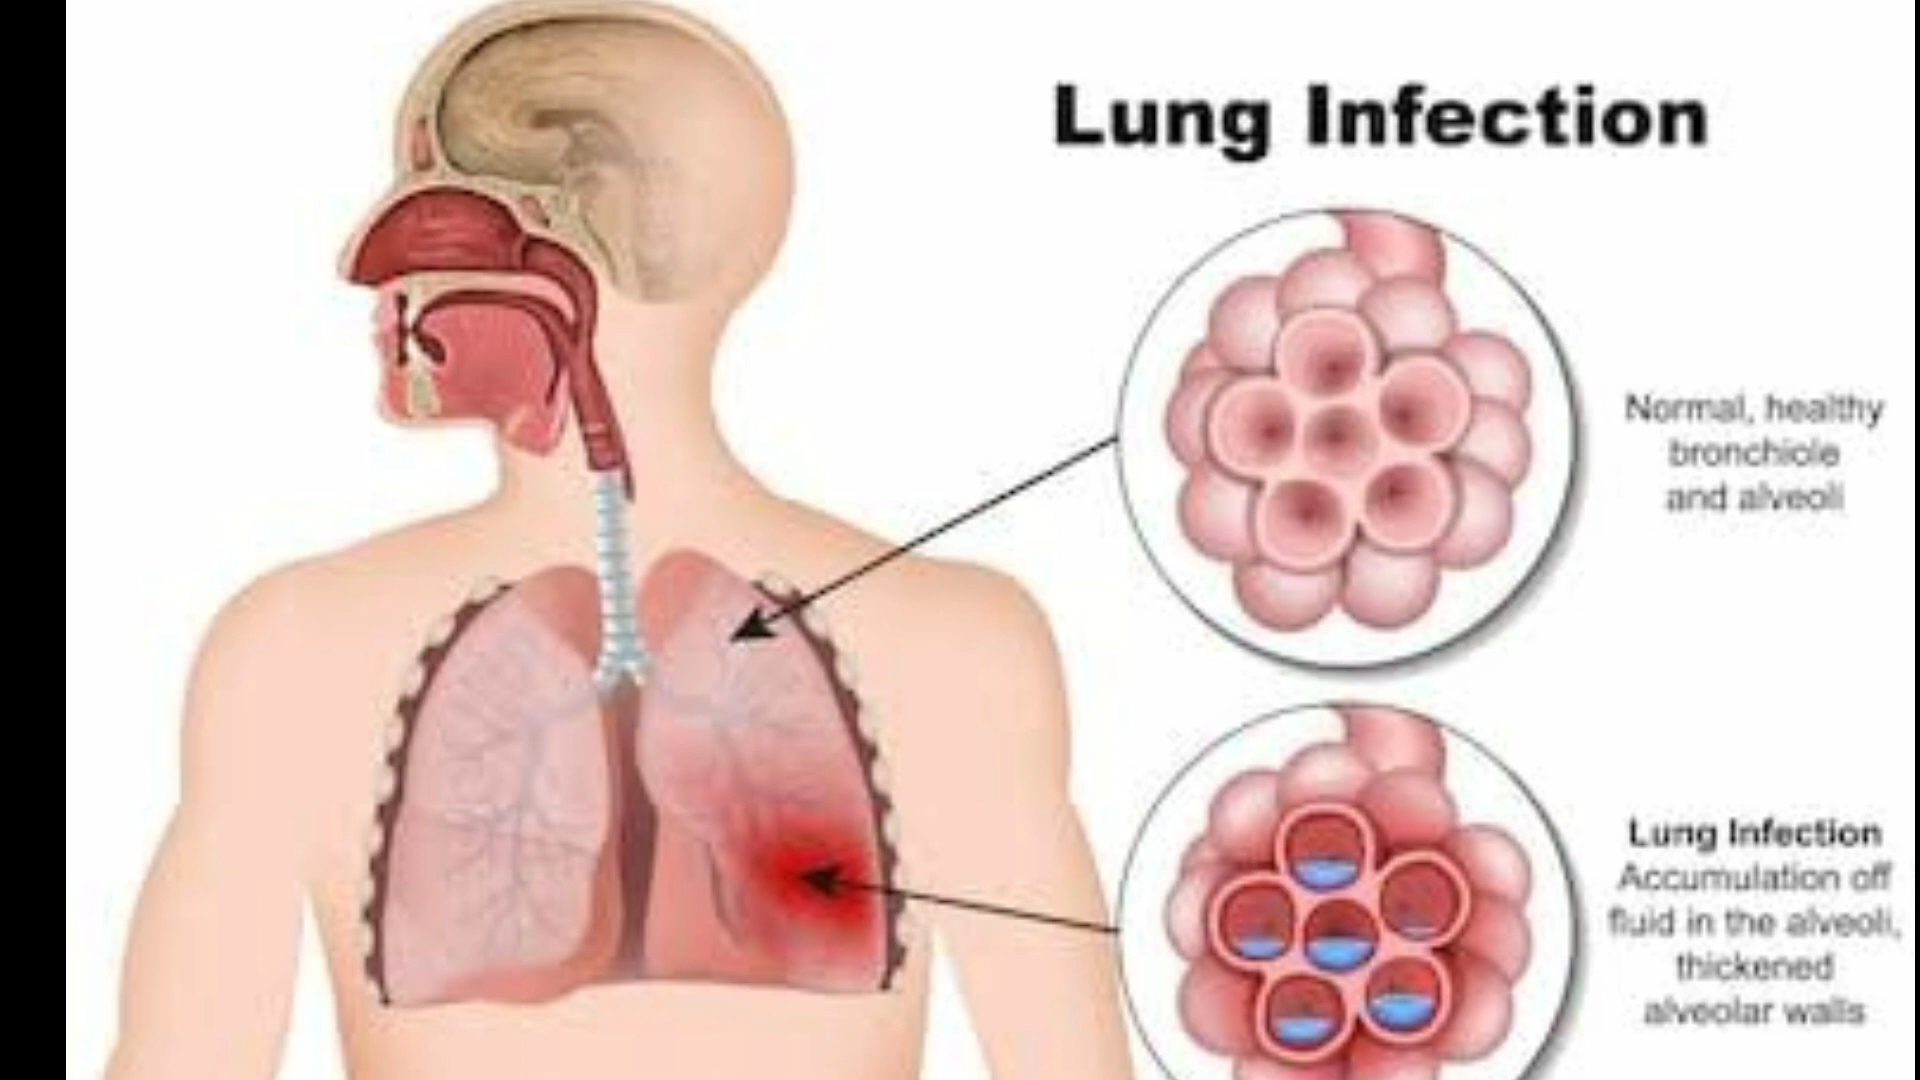 Lung Infection
Normal, healthy
bronchiole
and alveoli
Lung Infection
Accumulation off
fluid in the alveoli,
thickened
alveolar walls